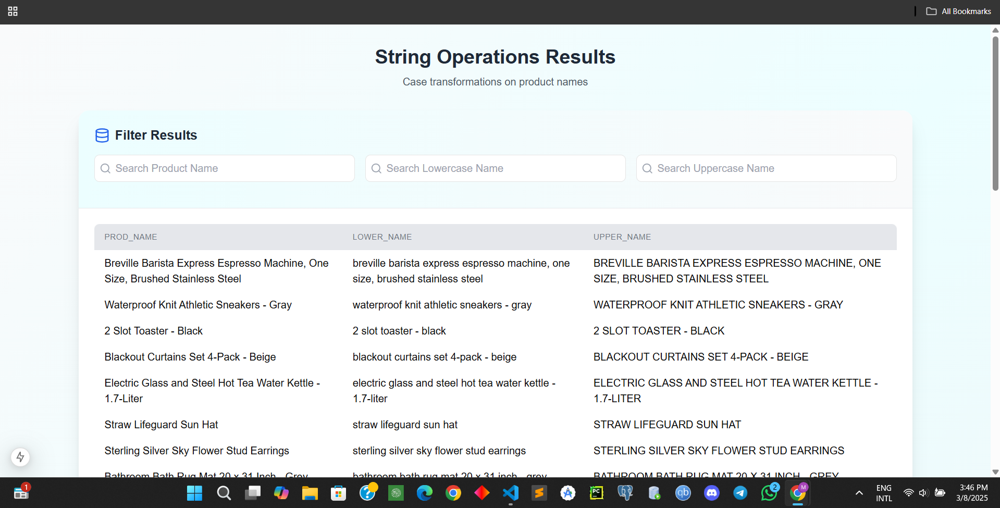 All Bookmarks
String Operations Results
Case transformations on product names
Filter Results
Search Product Name
Search Lowercase Name
Search Uppercase Name
PROD_NAME LOWER_NAME UPPER_NAME
Breville Barista Express Espresso Machine, One
Size, Brushed Stainless Steel
breville barista express espresso machine, one
size, brushed stainless steel
BREVILLE BARISTA EXPRESS ESPRESSO MACHINE, ONE
SIZE, BRUSHED STAINLESS STEEL
Waterproof Knit Athletic Sneakers - Gray
waterproof knit athletic sneakers - gray
WATERPROOF KNIT ATHLETIC SNEAKERS - GRAY
2 Slot Toaster - Black
2 slot toaster - black
2 SLOT TOASTER - BLACK
Blackout Curtains Set 4-Pack - Beige
blackout curtains set 4-pack - beige
BLACKOUT CURTAINS SET 4-PACK - BEIGE
Electric Glass and Steel Hot Tea Water Kettle -
1.7-Liter
electric glass and steel hot tea water kettle -
1.7-liter
ELECTRIC GLASS AND STEEL HOT TEA WATER KETTLE -
1.7-LITER
Straw Lifeguard Sun Hat
straw lifeguard sun hat
STRAW LIFEGUARD SUN HAT
Sterling Silver Sky Flower Stud Earrings
sterling silver sky flower stud earrings
STERLING SILVER SKY FLOWER STUD EARRINGS
Bathroom Bath Rug Mat 20 x 31 Inch - Grey
bathroom bath rug mat 20 x 31 inch - grey
BATHROOM BATH RUG MAT 20 X 31 INCH - GREY
1
PC
qb
2
M
ENG
INTL
3:46 PM
3/8/2025